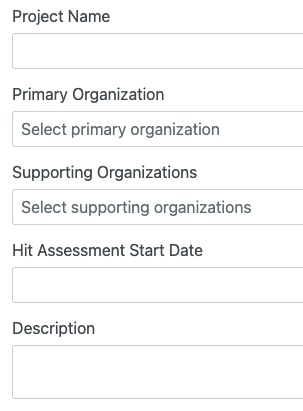 Project Name
Primary Organization
Select primary organization
Supporting Organizations
Select supporting organizations
Hit Assessment Start Date
Description